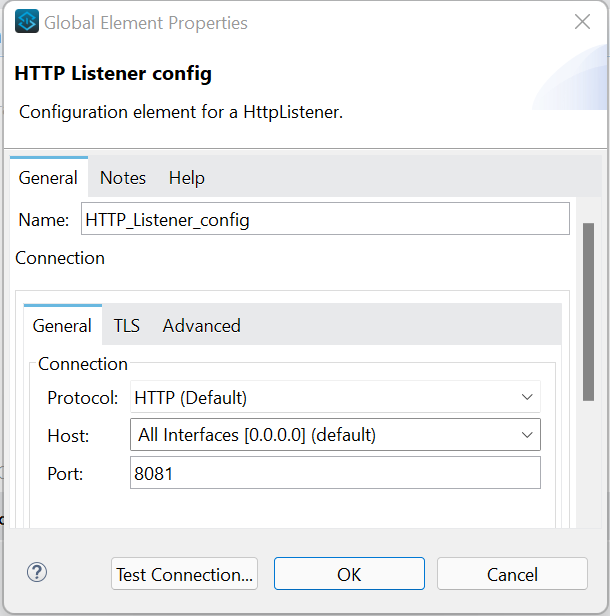 Global Element Properties
HTTP Listener config
Configuration element for a HttpListener.
General Notes Help
Name: HTTP_Listener_config
Connection
General TLS Advanced
Connection
Protocol: HTTP (Default)
Host: All Interfaces [0.0.0.0] (default)
Port: 8081
? Test Connection... OK Cancel